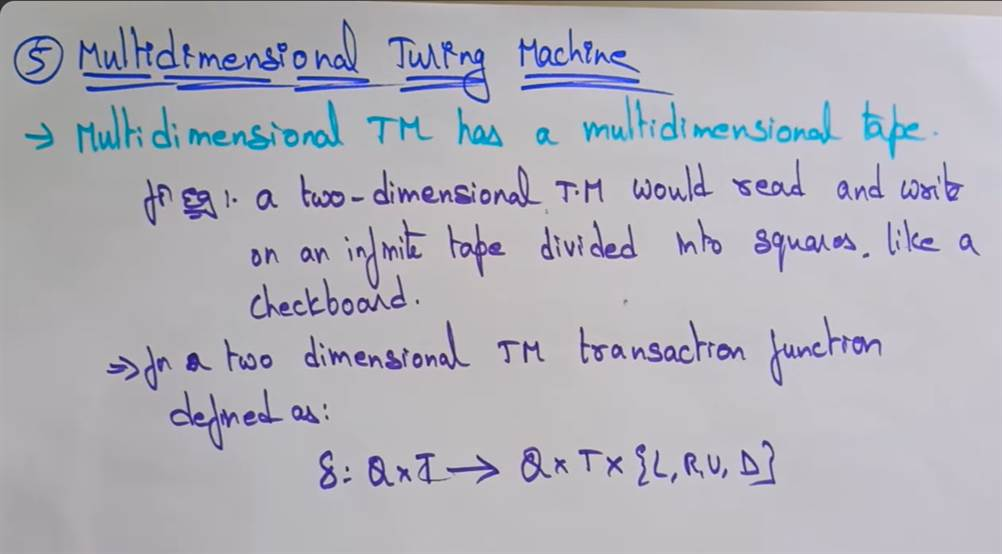 ⑤ Multidimensional Turing Machine
→ Multidimensional TM has a multidimensional tape.
eg:- a two-dimensional T.M would read and write
on an infinite tape divided into squares, like a
checkboard.
⇒ In a two dimensional TM transaction function
defined as:
δ: Q×I → Q×T×{L,R,U,D}